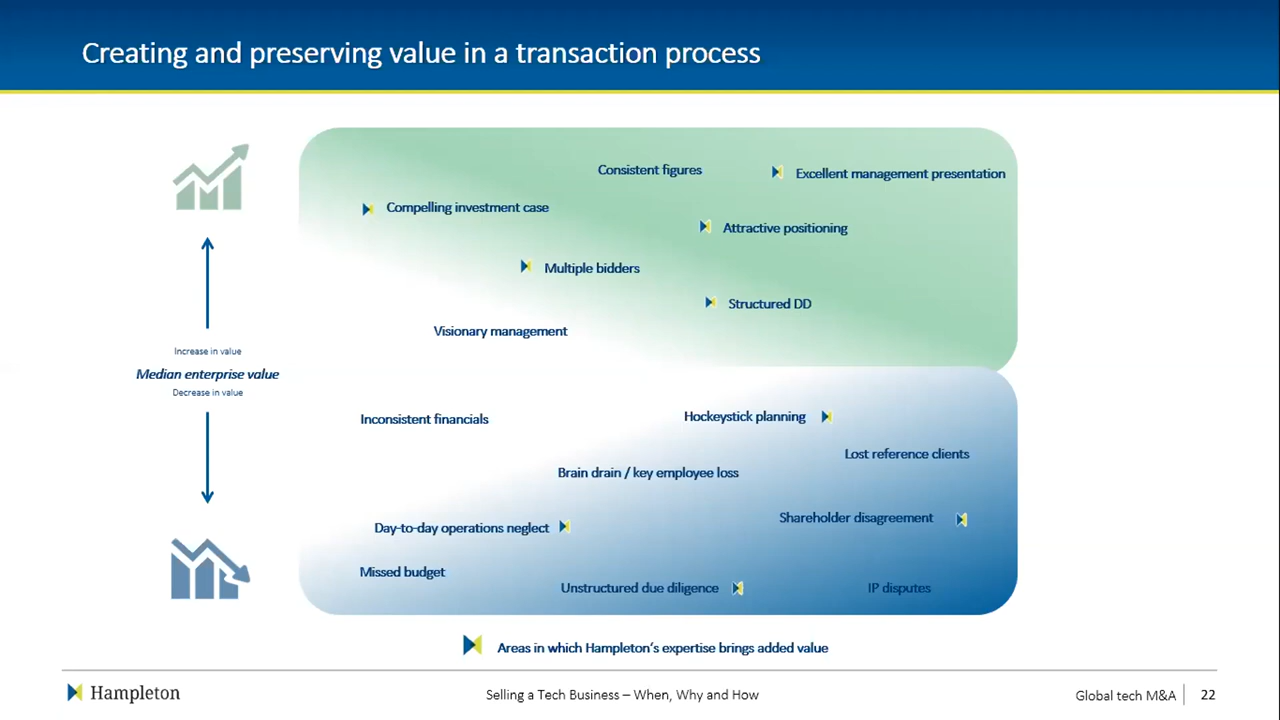 Creating and preserving value in a transaction process
Consistent figures
Excellent management presentation
Compelling investment case
Attractive positioning
Multiple bidders
Structured DD
Visionary management
Increase in value
Median enterprise value
Decrease in value
Inconsistent financials
Hockeystick planning
Lost reference clients
Brain drain / key employee loss
Shareholder disagreement
Day-to-day operations neglect
Missed budget
Unstructured due diligence
IP disputes
Areas in which Hampleton's expertise brings added value
Hampleton
Selling a Tech Business – When, Why and How
Global tech M&A
22